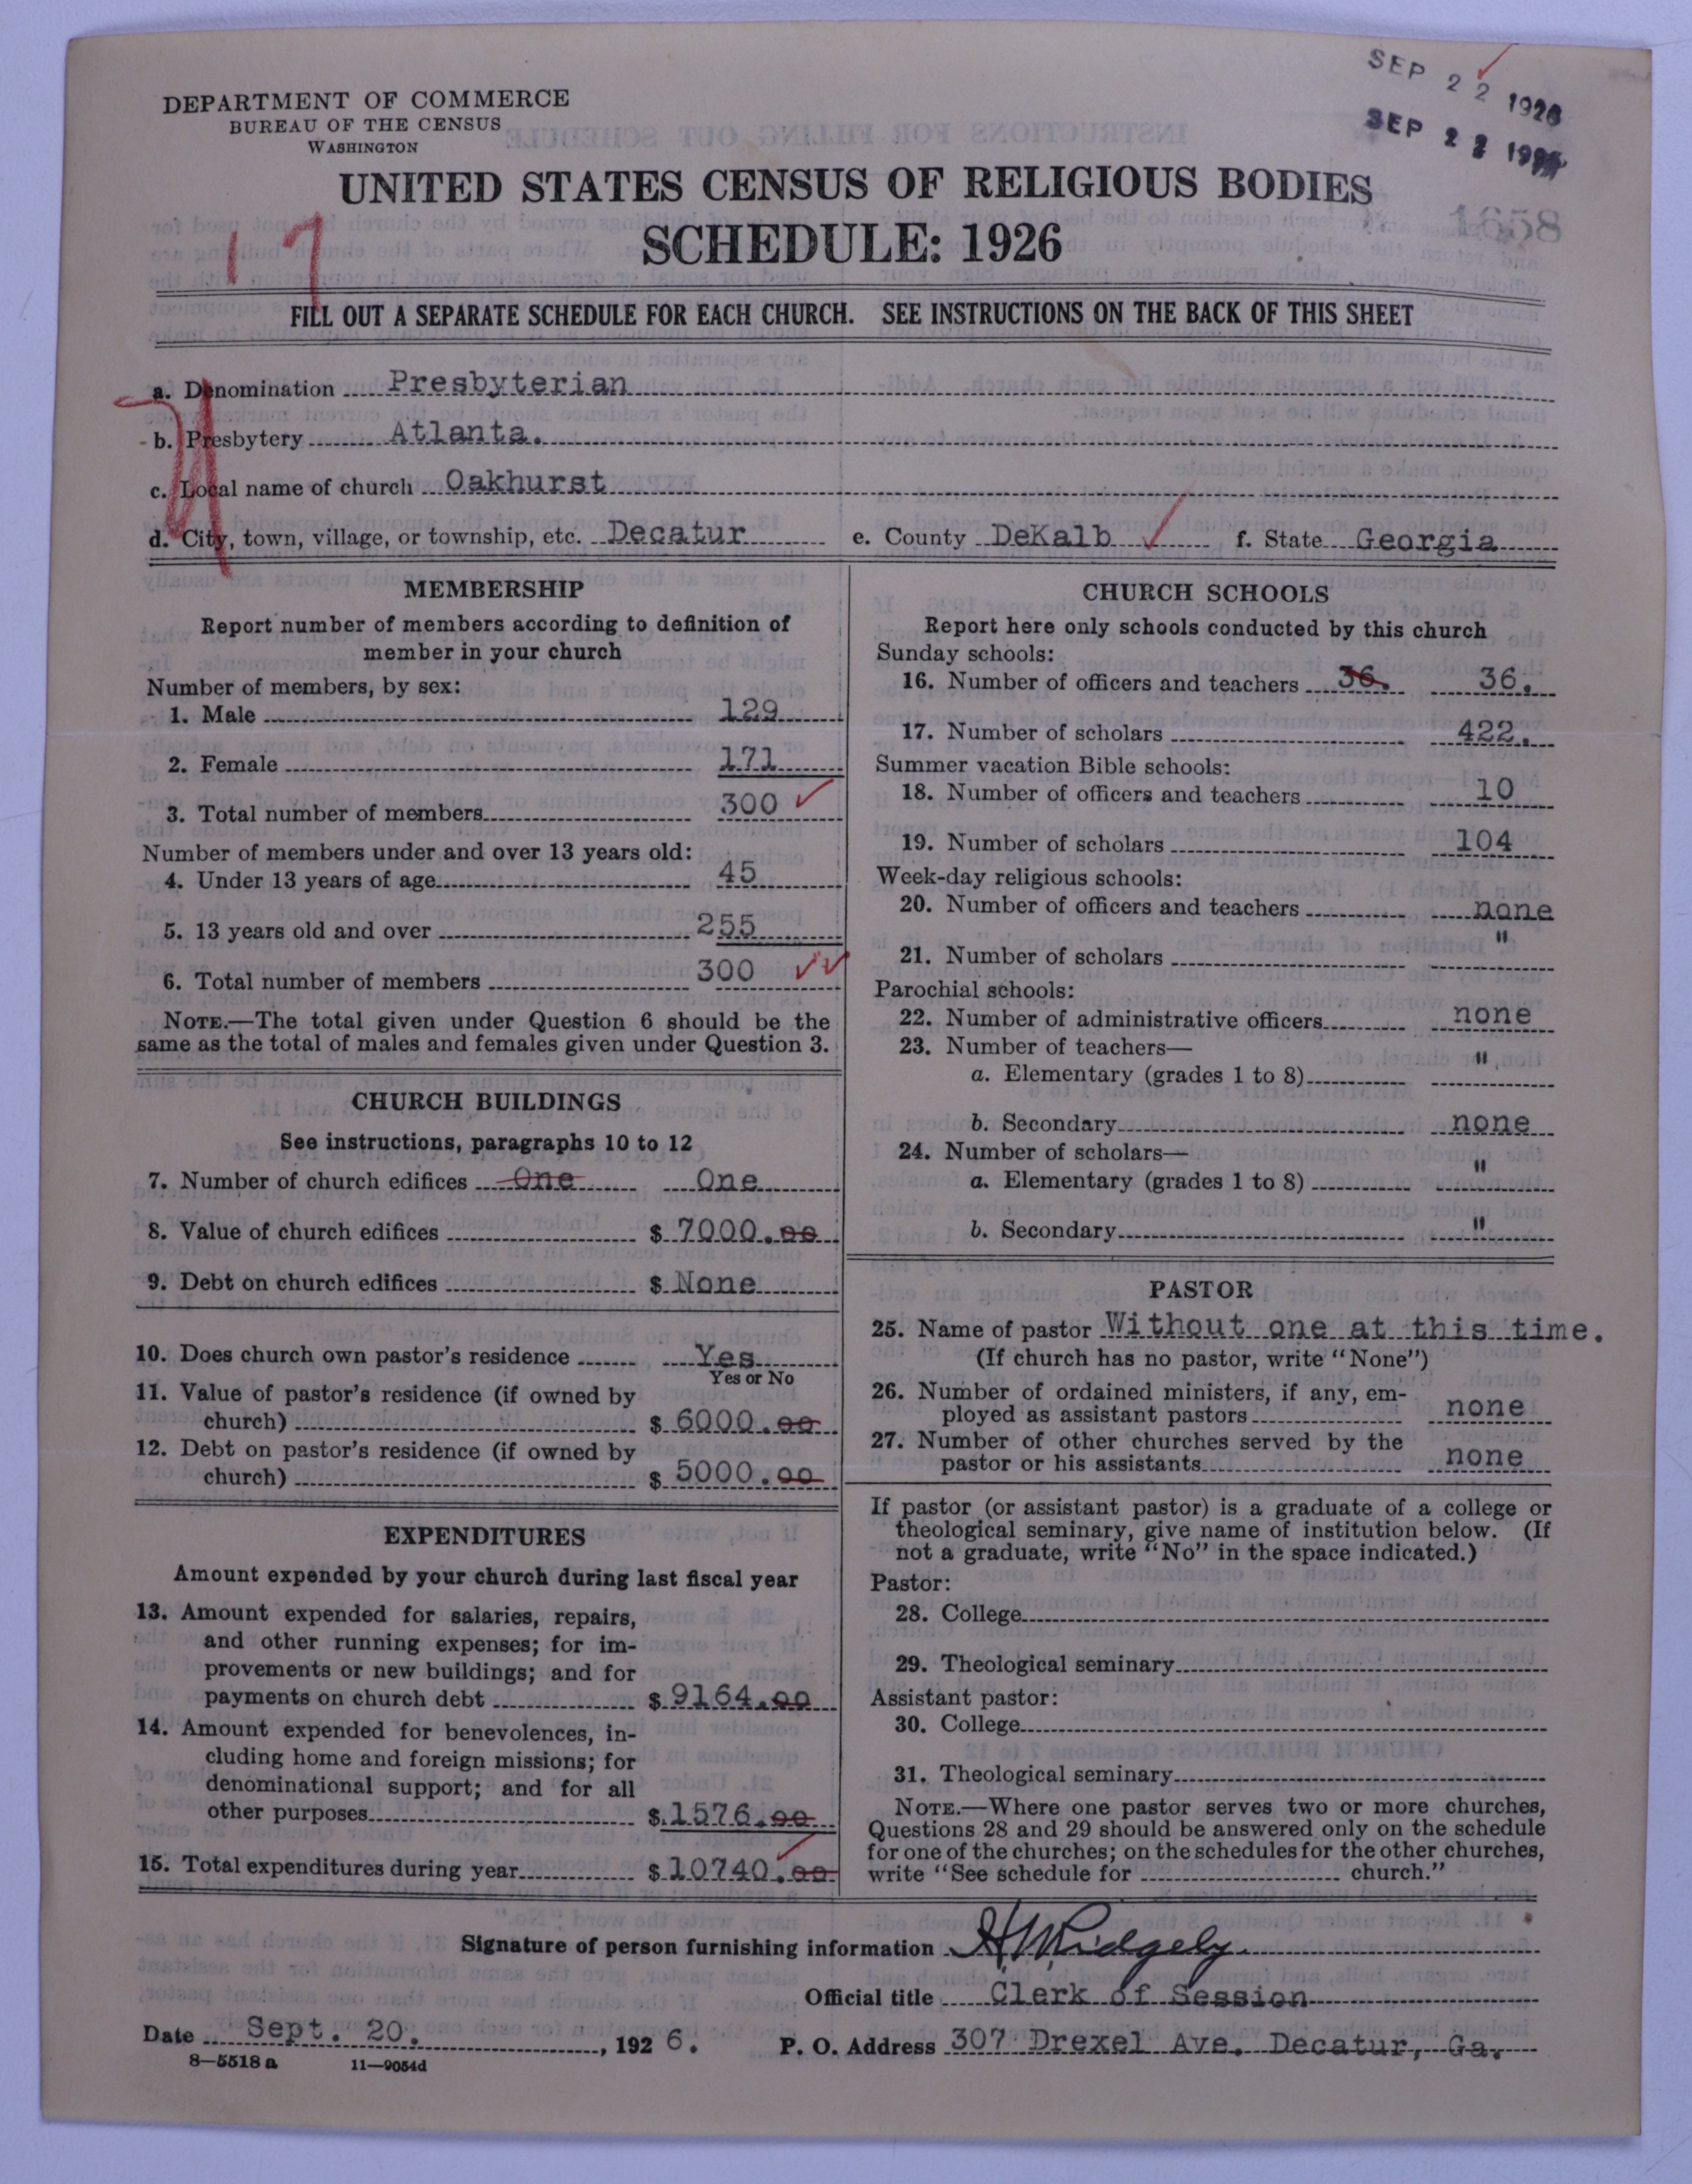 SEP 22 1926
SEP 22
DEPARTMENT OF COMMERCE
BUREAU OF THE CENSUS
WASHINGTON
UNITED STATES CENSUS OF RELIGIOUS BODIES
SCHEDULE: 1926
1658
17
FILL OUT A SEPARATE SCHEDULE FOR EACH CHURCH. SEE INSTRUCTIONS ON THE BACK OF THIS SHEET
a. Denomination Presbyterian
b. Presbytery Atlanta.
c. Local name of church Oakhurst
d. City, town, village, or township, etc. Decatur e. County DeKalb f. State Georgia
MEMBERSHIP
Report number of members according to definition of
member in your church
Number of members, by sex:
1. Male 129
2. Female 171
3. Total number of members 300
Number of members under and over 13 years old:
4. Under 13 years of age 45
5. 13 years old and over 255
6. Total number of members 300
NOTE.—The total given under Question 6 should be the
same as the total of males and females given under Question 3.
CHURCH BUILDINGS
See instructions, paragraphs 10 to 12
7. Number of church edifices One One
8. Value of church edifices $ 7000.00
9. Debt on church edifices $ None
10. Does church own pastor's residence Yes
Yes or No
11. Value of pastor's residence (if owned by
church) $ 6000.00
12. Debt on pastor's residence (if owned by
church) $ 5000.00
EXPENDITURES
Amount expended by your church during last fiscal year
13. Amount expended for salaries, repairs,
and other running expenses; for im-
provements or new buildings; and for
payments on church debt $ 9164.00
14. Amount expended for benevolences, in-
cluding home and foreign missions; for
denominational support; and for all
other purposes $ 1576.00
15. Total expenditures during year $ 10740.00
CHURCH SCHOOLS
Report here only schools conducted by this church
Sunday schools:
16. Number of officers and teachers 36. 36.
17. Number of scholars 422.
Summer vacation Bible schools:
18. Number of officers and teachers 10
19. Number of scholars 104
Week-day religious schools:
20. Number of officers and teachers none
21. Number of scholars "
Parochial schools:
22. Number of administrative officers none
23. Number of teachers—
a. Elementary (grades 1 to 8) "
b. Secondary none
24. Number of scholars—
a. Elementary (grades 1 to 8) "
b. Secondary "
PASTOR
25. Name of pastor Without one at this time.
(If church has no pastor, write "None")
26. Number of ordained ministers, if any, em-
ployed as assistant pastors none
27. Number of other churches served by the
pastor or his assistants none
If pastor (or assistant pastor) is a graduate of a college or
theological seminary, give name of institution below. (If
not a graduate, write "No" in the space indicated.)
Pastor:
28. College
29. Theological seminary
Assistant pastor:
30. College
31. Theological seminary
NOTE.—Where one pastor serves two or more churches,
Questions 28 and 29 should be answered only on the schedule
for one of the churches; on the schedules for the other churches,
write "See schedule for church."
Signature of person furnishing information H. M. Ridgely
Official title Clerk of Session
Date Sept. 20. , 192 6. P. O. Address 307 Drexel Ave. Decatur, Ga.
8—5518 a 11—9054d